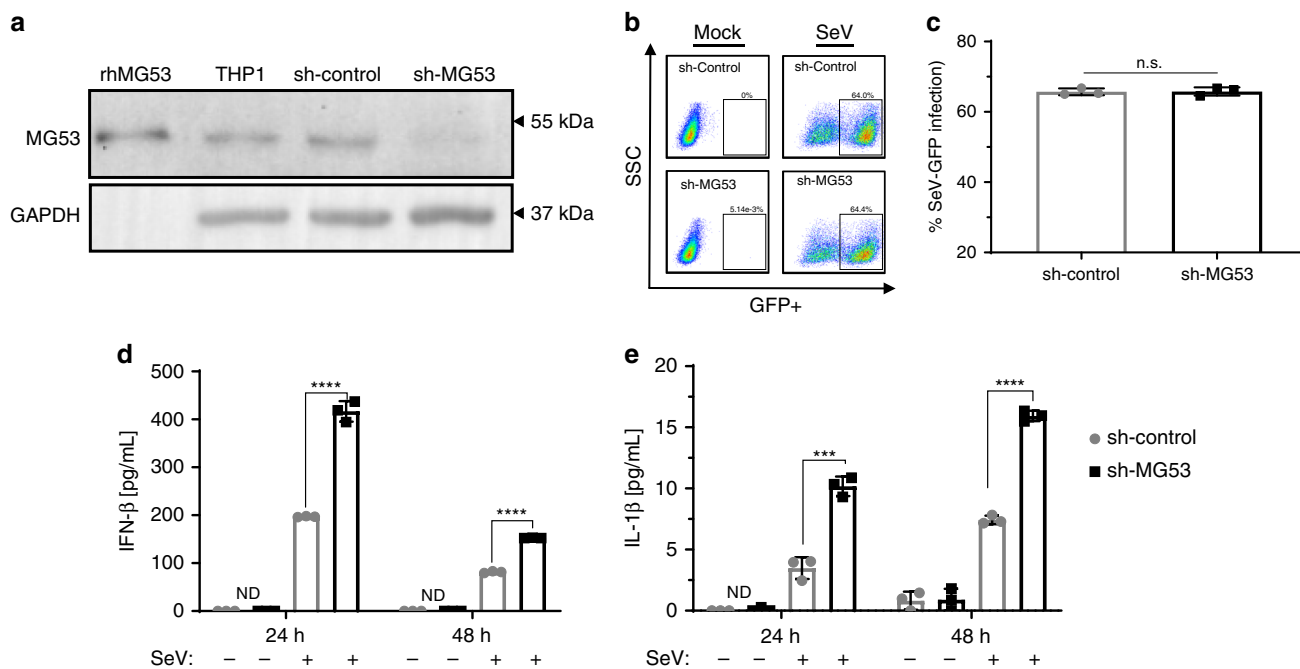 a
rhMG53 THP1 sh-control sh-MG53
MG53
55 kDa
GAPDH
37 kDa
b
Mock SeV
sh-Control
0%
sh-Control
64.0%
sh-MG53
5.14e-3%
sh-MG53
64.4%
SSC
GFP+
c
% SeV-GFP infection)
80
60
40
20
n.s.
sh-control sh-MG53
d
IFN-β [pg/mL]
500
400
300
200
100
0
ND
****
ND
****
24 h 48 h
SeV: – – + + – – + +
e
IL-1β [pg/mL]
20
15
10
5
0
ND
***
****
24 h 48 h
SeV: – – + + – – + +
sh-control
sh-MG53